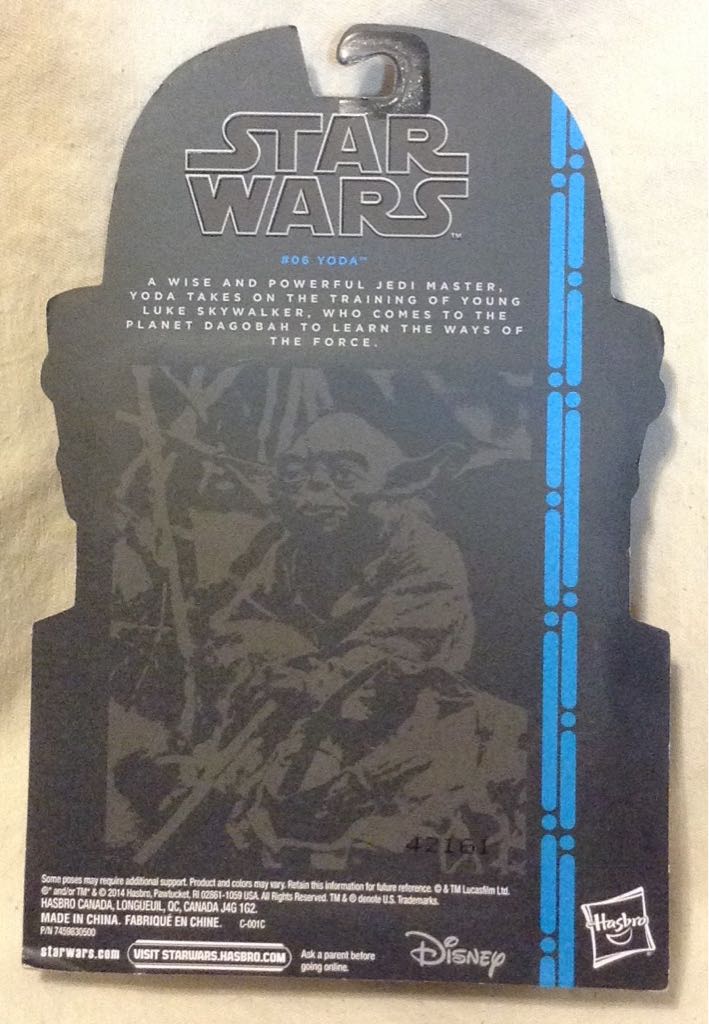 STAR
WARS™
#06 YODA™
A WISE AND POWERFUL JEDI MASTER,
YODA TAKES ON THE TRAINING OF YOUNG
LUKE SKYWALKER, WHO COMES TO THE
PLANET DAGOBAH TO LEARN THE WAYS OF
THE FORCE.
42161
Some poses may require additional support. Product and colors may vary. Retain this information for future reference. © & TM Lucasfilm Ltd.
®* and/or TM* & © 2014 Hasbro, Pawtucket, RI 02861-1059 USA. All Rights Reserved. TM & ® denote U.S. Trademarks.
HASBRO CANADA, LONGUEUIL, QC, CANADA J4G 1G2.
MADE IN CHINA. FABRIQUÉ EN CHINE. C-001C
P/N 7459830500
starwars.com VISIT STARWARS.HASBRO.COM Ask a parent before
going online.
Disney
Hasbro